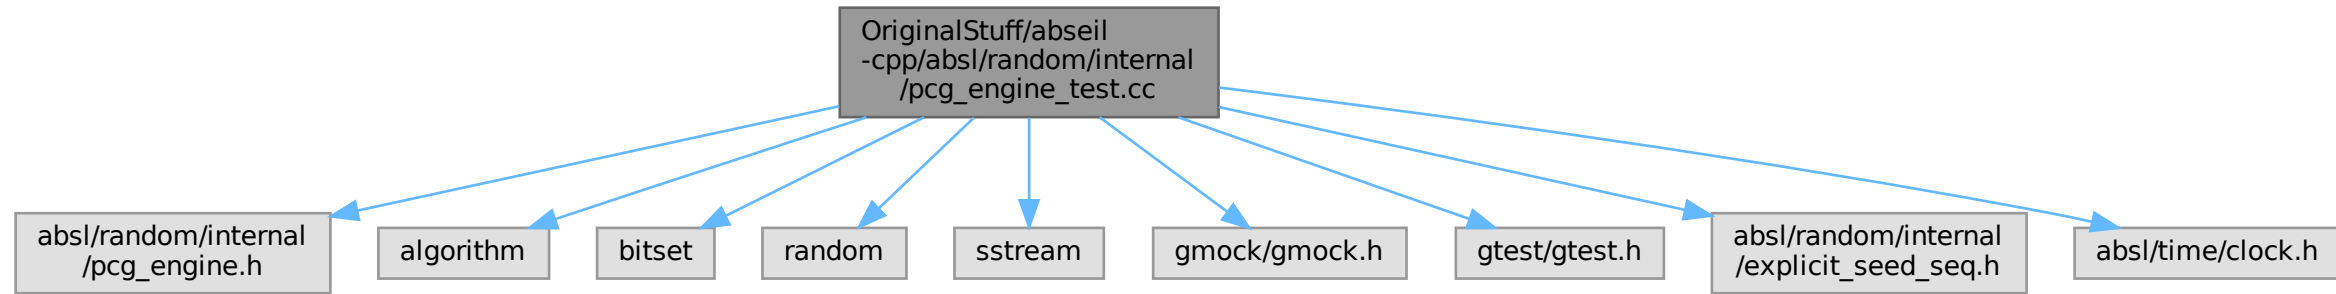 OriginalStuff/abseil
-cpp/absl/random/internal
/pcg_engine_test.cc
absl/random/internal
/pcg_engine.h
algorithm
bitset
random
sstream
gmock/gmock.h
gtest/gtest.h
absl/random/internal
/explicit_seed_seq.h
absl/time/clock.h